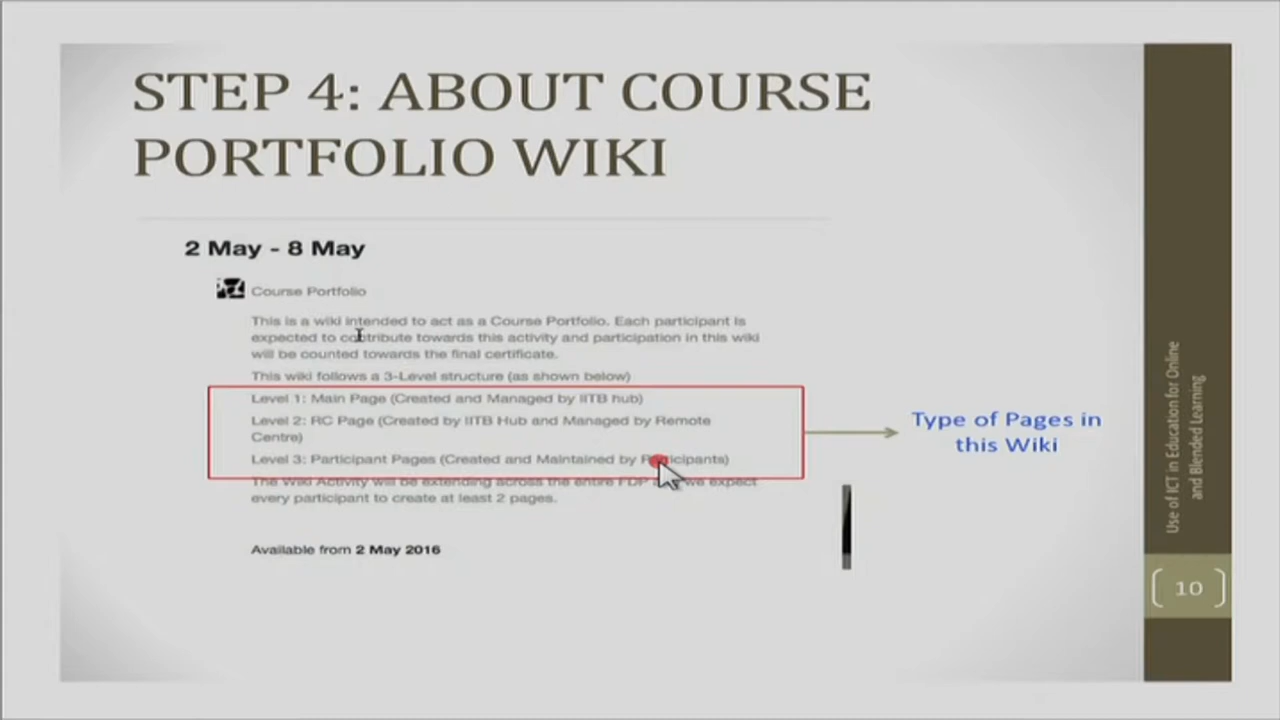 STEP 4: ABOUT COURSE
PORTFOLIO WIKI
2 May - 8 May
Course Portfolio
This is a wiki intended to act as a Course Portfolio. Each participant is
expected to contribute towards this activity and participation in this wiki
will be counted towards the final certificate.
This wiki follows a 3-Level structure (as shown below)
Level 1: Main Page (Created and Managed by IITB hub)
Level 2: RC Page (Created by IITB Hub and Managed by Remote
Centre)
Level 3: Participant Pages (Created and Maintained by Participants)
The Wiki Activity will be extending across the entire FDP we expect
every participant to create at least 2 pages.
Available from 2 May 2016
Type of Pages in
this Wiki
Use of ICT in Education for Online
and Blended Learning
10